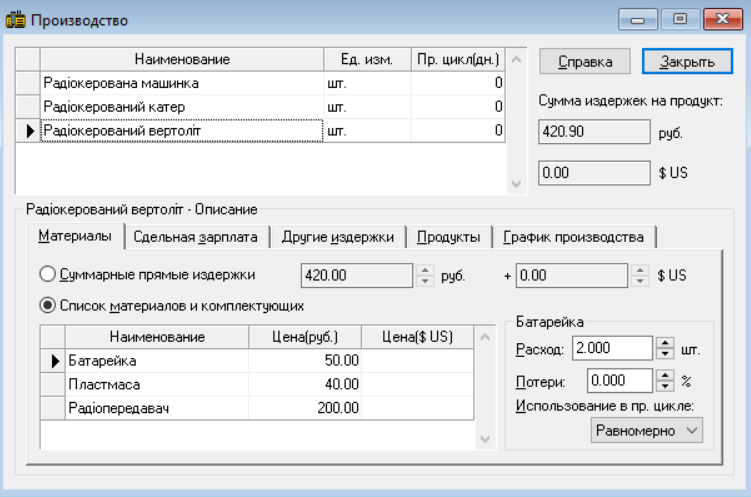 Производство
Наименование Ед. изм. Пр. цикл(дн.)
Радіокерована машинка шт. 0
Радіокерований катер шт. 0
Радіокерований вертоліт шт. 0
Справка Закрыть
Сумма издержек на продукт:
420.90 руб.
0.00 $ US
Радіокерований вертоліт - Описание
Материалы Сдельная зарплата Другие издержки Продукты График производства
Суммарные прямые издержки 420.00 руб. + 0.00 $ US
Список материалов и комплектующих
Наименование Цена(руб.) Цена($ US)
Батарейка 50.00
Пластмаса 40.00
Радіопередавач 200.00
Батарейка
Расход: 2.000 шт.
Потери: 0.000 %
Использование в пр. цикле:
Равномерно